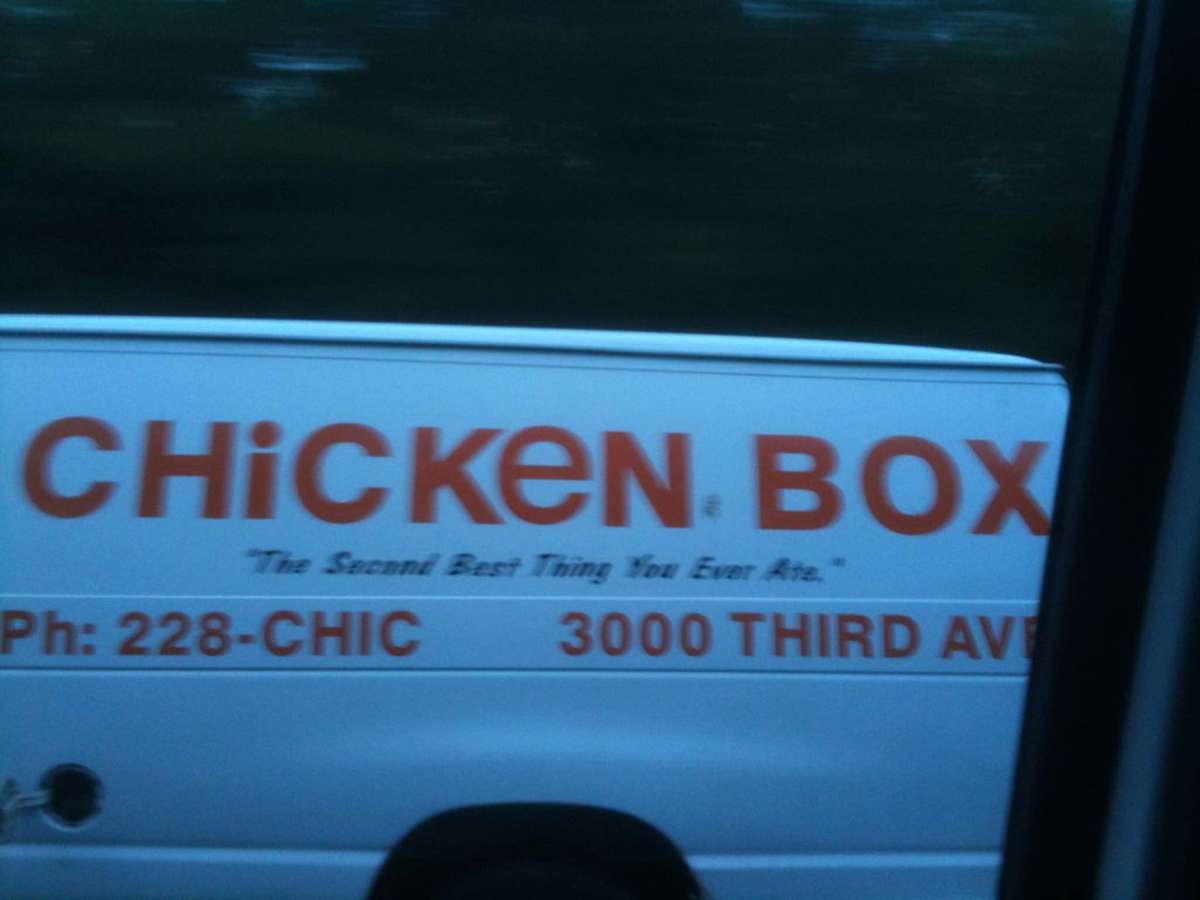 CHiCKeN® BOX
"The Second Best Thing You Ever Ate."
Ph: 228-CHIC 3000 THIRD AVE